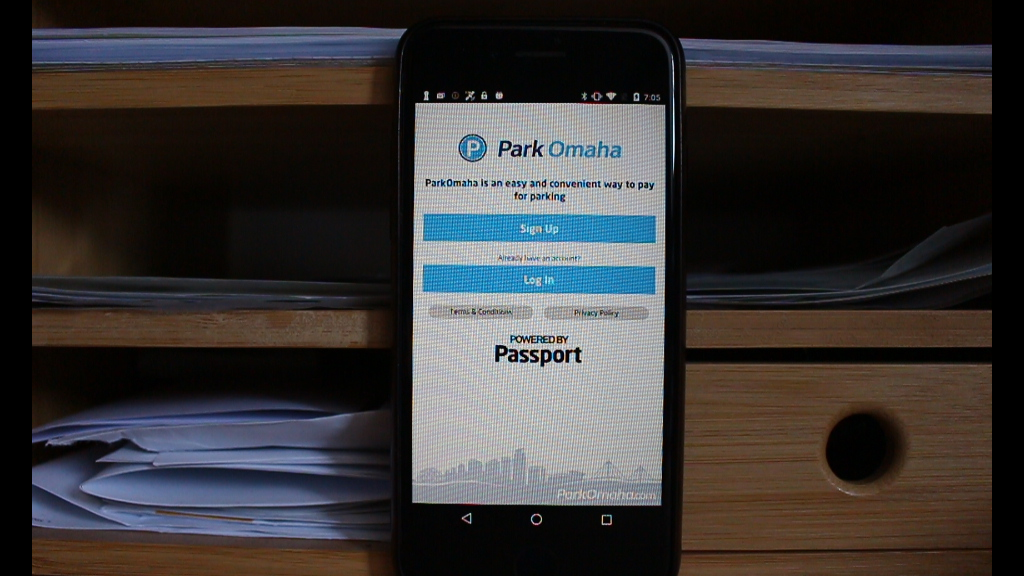 7:05
P Park Omaha
ParkOmaha is an easy and convenient way to pay
for parking
Sign Up
Already have an account?
Log In
Terms & Conditions Privacy Policy
POWERED BY
Passport
ParkOmaha.com